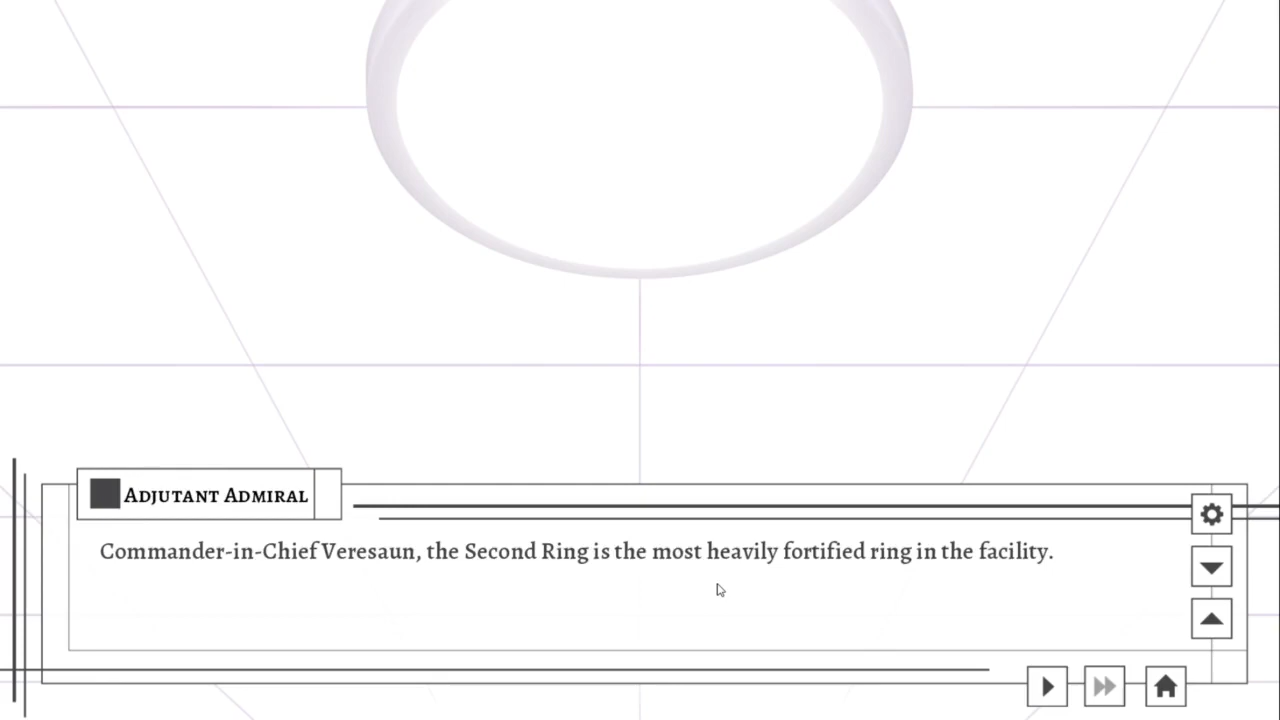 Adjutant Admiral
Commander-in-Chief Veresaun, the Second Ring is the most heavily fortified ring in the facility.